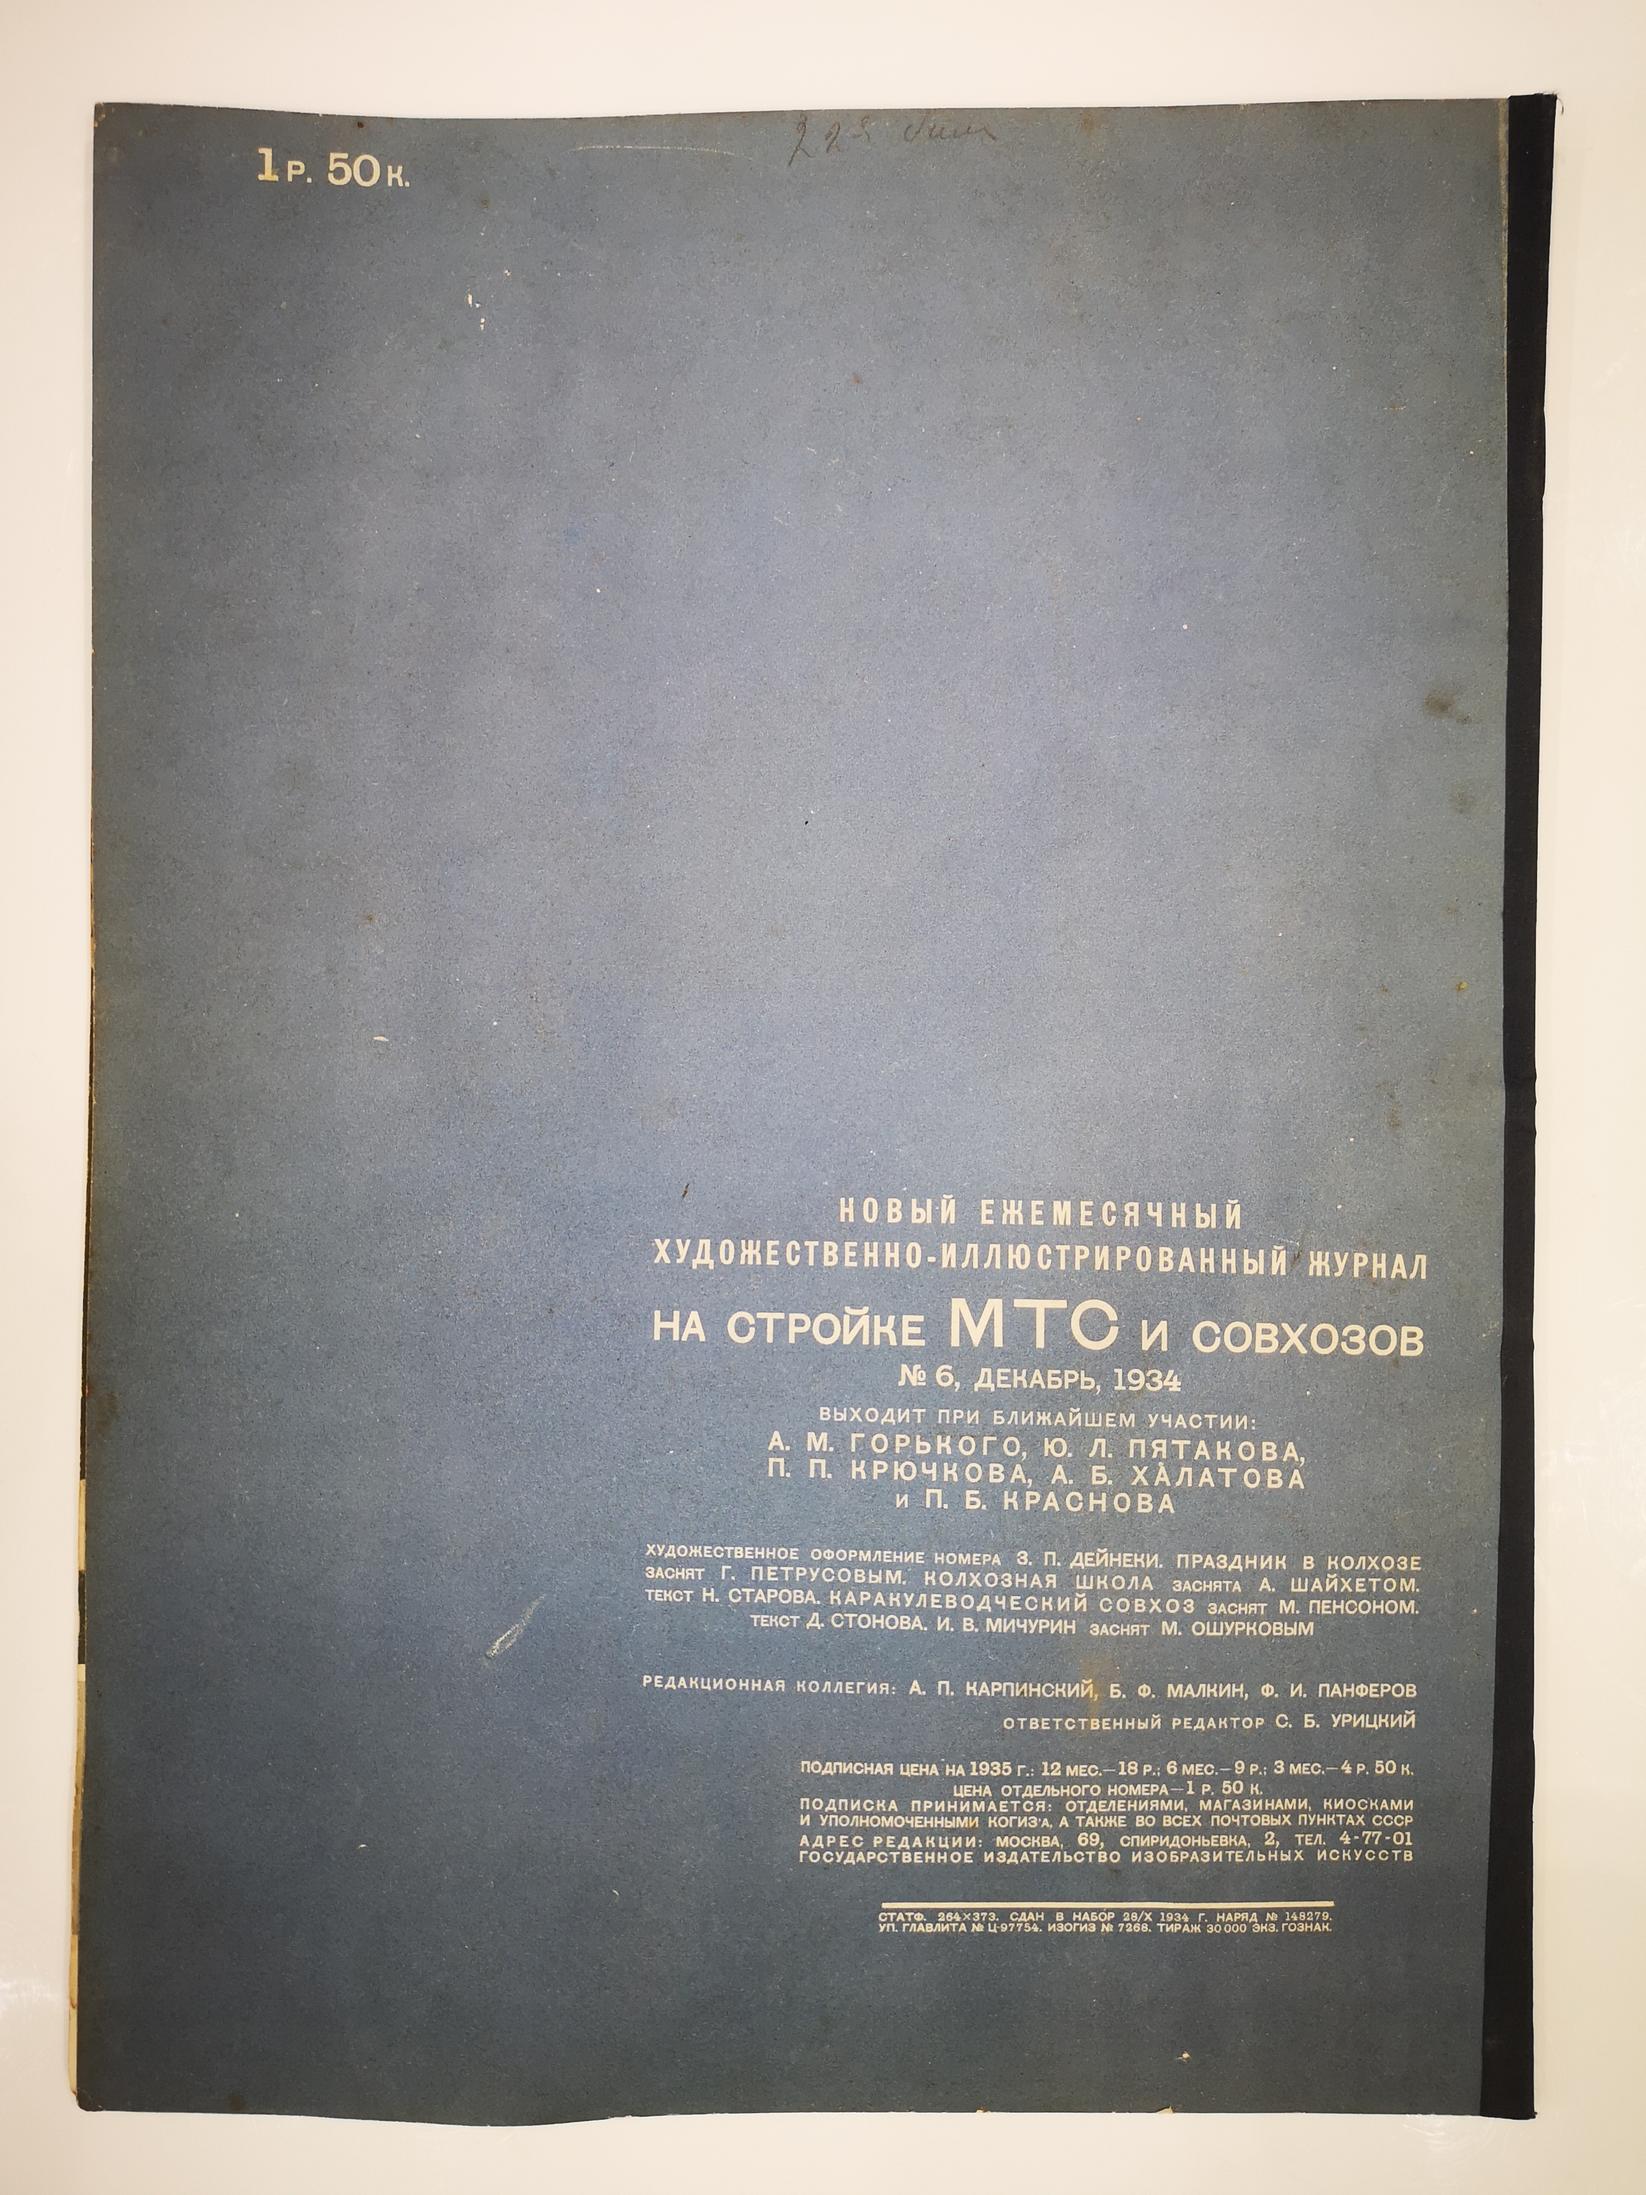 1 Р. 50 К.
НОВЫЙ ЕЖЕМЕСЯЧНЫЙ
ХУДОЖЕСТВЕННО-ИЛЛЮСТРИРОВАННЫЙ ЖУРНАЛ
НА СТРОЙКЕ МТС И СОВХОЗОВ
№ 6, ДЕКАБРЬ, 1934
ВЫХОДИТ ПРИ БЛИЖАЙШЕМ УЧАСТИИ:
А. М. ГОРЬКОГО, Ю. Л. ПЯТАКОВА,
П. П. КРЮЧКОВА, А. Б. ХАЛАТОВА
И П. Б. КРАСНОВА
ХУДОЖЕСТВЕННОЕ ОФОРМЛЕНИЕ НОМЕРА З. П. ДЕЙНЕКИ. ПРАЗДНИК В КОЛХОЗЕ
ЗАСНЯТ Г. ПЕТРУСОВЫМ. КОЛХОЗНАЯ ШКОЛА ЗАСНЯТА А. ШАЙХЕТОМ.
ТЕКСТ Н. СТАРОВА. КАРАКУЛЕВОДЧЕСКИЙ СОВХОЗ ЗАСНЯТ М. ПЕНСОНОМ.
ТЕКСТ Д. СТОНОВА. И. В. МИЧУРИН ЗАСНЯТ М. ОШУРКОВЫМ
РЕДАКЦИОННАЯ КОЛЛЕГИЯ: А. П. КАРПИНСКИЙ, Б. Ф. МАЛКИН, Ф. И. ПАНФЕРОВ
ОТВЕТСТВЕННЫЙ РЕДАКТОР С. Б. УРИЦКИЙ
ПОДПИСНАЯ ЦЕНА НА 1935 Г.: 12 МЕС.—18 Р.; 6 МЕС.—9 Р.; 3 МЕС.—4 Р. 50 К.
ЦЕНА ОТДЕЛЬНОГО НОМЕРА—1 Р. 50 К.
ПОДПИСКА ПРИНИМАЕТСЯ: ОТДЕЛЕНИЯМИ, МАГАЗИНАМИ, КИОСКАМИ
И УПОЛНОМОЧЕННЫМИ КОГИЗ'А, А ТАКЖЕ ВО ВСЕХ ПОЧТОВЫХ ПУНКТАХ СССР
АДРЕС РЕДАКЦИИ: МОСКВА, 69, СПИРИДОНЬЕВКА, 2, ТЕЛ. 4-77-01
ГОСУДАРСТВЕННОЕ ИЗДАТЕЛЬСТВО ИЗОБРАЗИТЕЛЬНЫХ ИСКУССТВ
СТАТФ. 264×373. СДАН В НАБОР 28/X 1934 Г. НАРЯД № 148279.
УП. ГЛАВЛИТА № Ц-97754. ИЗОГИЗ № 7268. ТИРАЖ 30 000 ЭКЗ. ГОЗНАК.